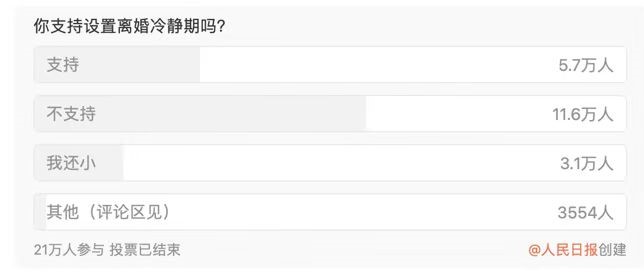 你支持设置离婚冷静期吗?
支持 5.7万人
不支持 11.6万人
我还小 3.1万人
其他（评论区见） 3554人
21万人参与 投票已结束 @人民日报创建